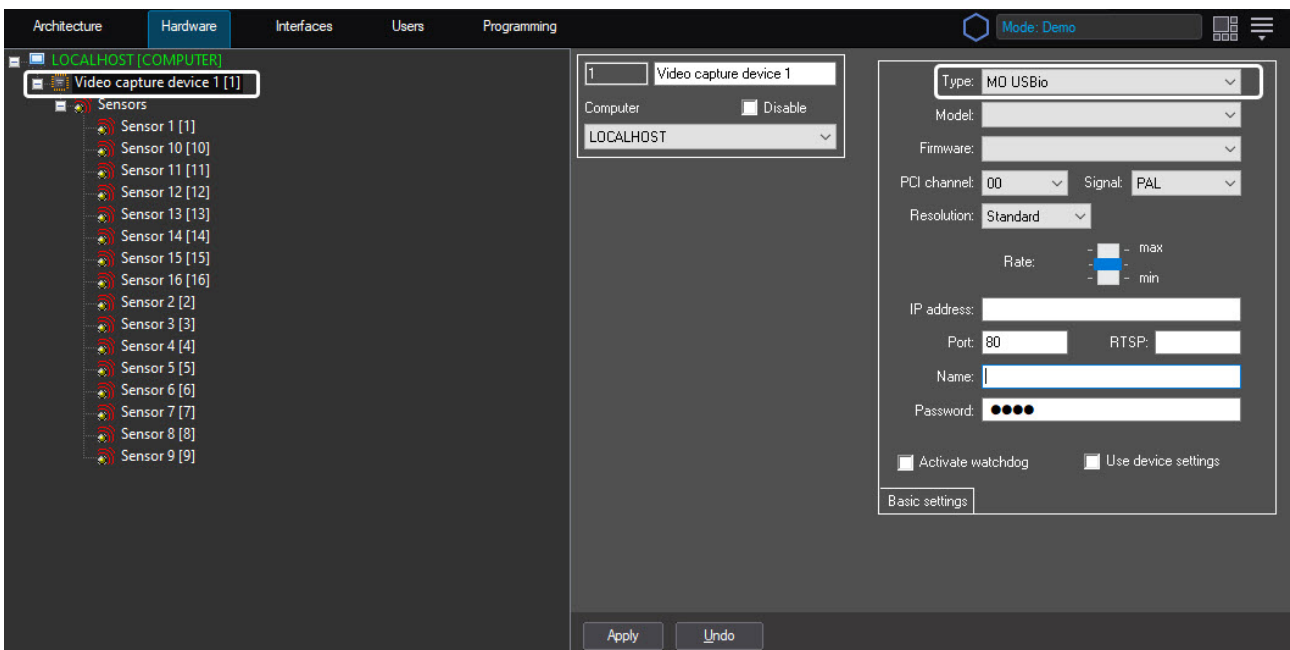 Architecture Hardware Interfaces Users Programming Mode: Demo
LOCALHOST [COMPUTER]
Video capture device 1 [1]
Sensors
Sensor 1 [1]
Sensor 10 [10]
Sensor 11 [11]
Sensor 12 [12]
Sensor 13 [13]
Sensor 14 [14]
Sensor 15 [15]
Sensor 16 [16]
Sensor 2 [2]
Sensor 3 [3]
Sensor 4 [4]
Sensor 5 [5]
Sensor 6 [6]
Sensor 7 [7]
Sensor 8 [8]
Sensor 9 [9]
1 Video capture device 1
Computer Disable
LOCALHOST
Type: MO USBio
Model:
Firmware:
PCI channel: 00 Signal: PAL
Resolution: Standard
max
Rate:
min
IP address:
Port: 80 RTSP:
Name:
Password: ●●●●
Activate watchdog Use device settings
Basic settings
Apply Undo